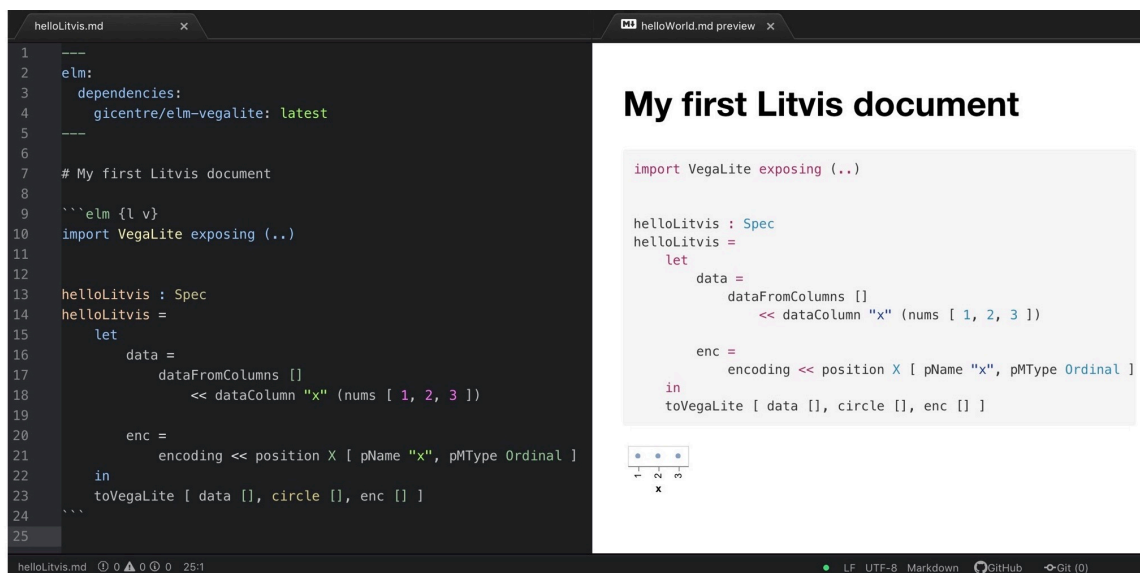 helloLitvis.md ×
1 ---
2 elm:
3   dependencies:
4     gicentre/elm-vegalite: latest
5 ---
6
7 # My first Litvis document
8
9 ```elm {l v}
10 import VegaLite exposing (..)
11
12
13 helloLitvis : Spec
14 helloLitvis =
15     let
16         data =
17             dataFromColumns []
18                 << dataColumn "x" (nums [ 1, 2, 3 ])
19
20         enc =
21             encoding << position X [ pName "x", pMType Ordinal ]
22     in
23     toVegaLite [ data [], circle [], enc [] ]
24 ```
25
M↓ helloWorld.md preview ×
My first Litvis document
import VegaLite exposing (..)
helloLitvis : Spec
helloLitvis =
    let
        data =
            dataFromColumns []
                << dataColumn "x" (nums [ 1, 2, 3 ])
        enc =
            encoding << position X [ pName "x", pMType Ordinal ]
    in
    toVegaLite [ data [], circle [], enc [] ]
1 2 3
x
helloLitvis.md 0 0 0 25:1
LF UTF-8 Markdown GitHub Git (0)